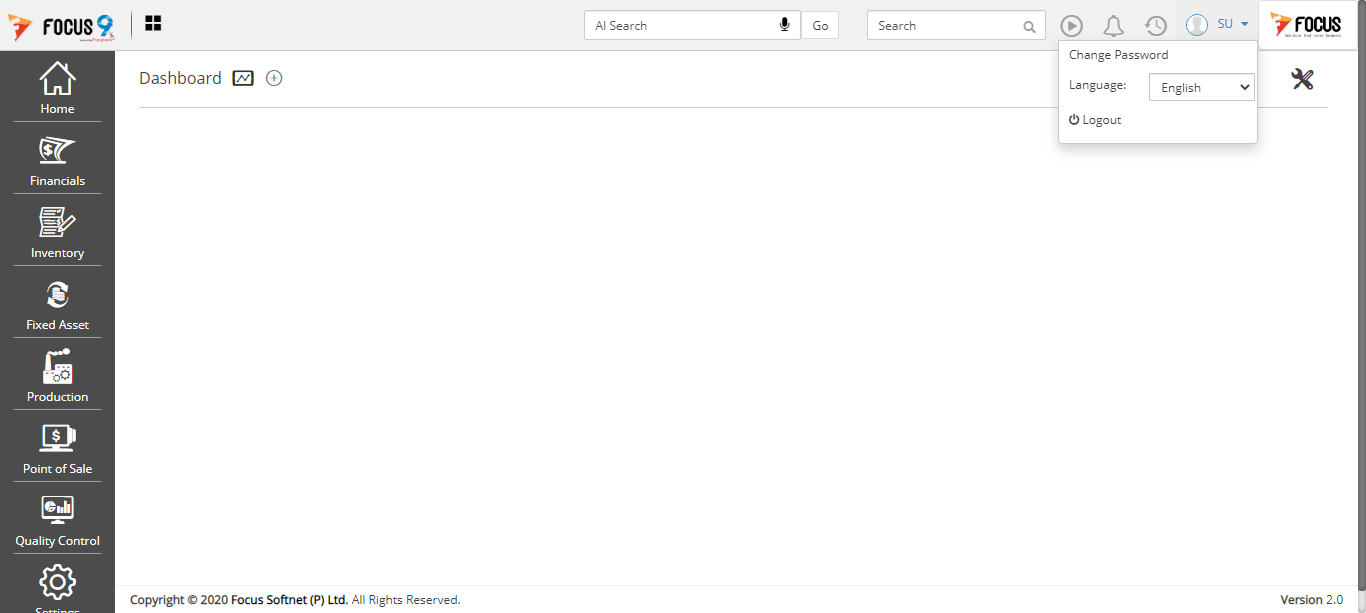 FOCUS 9
AI Search
Go
Search
SU
FOCUS
Change Password
Language:
English
Logout
Dashboard
Home
Financials
Inventory
Fixed Asset
Production
Point of Sale
Quality Control
Settings
Copyright © 2020 Focus Softnet (P) Ltd. All Rights Reserved.
Version 2.0